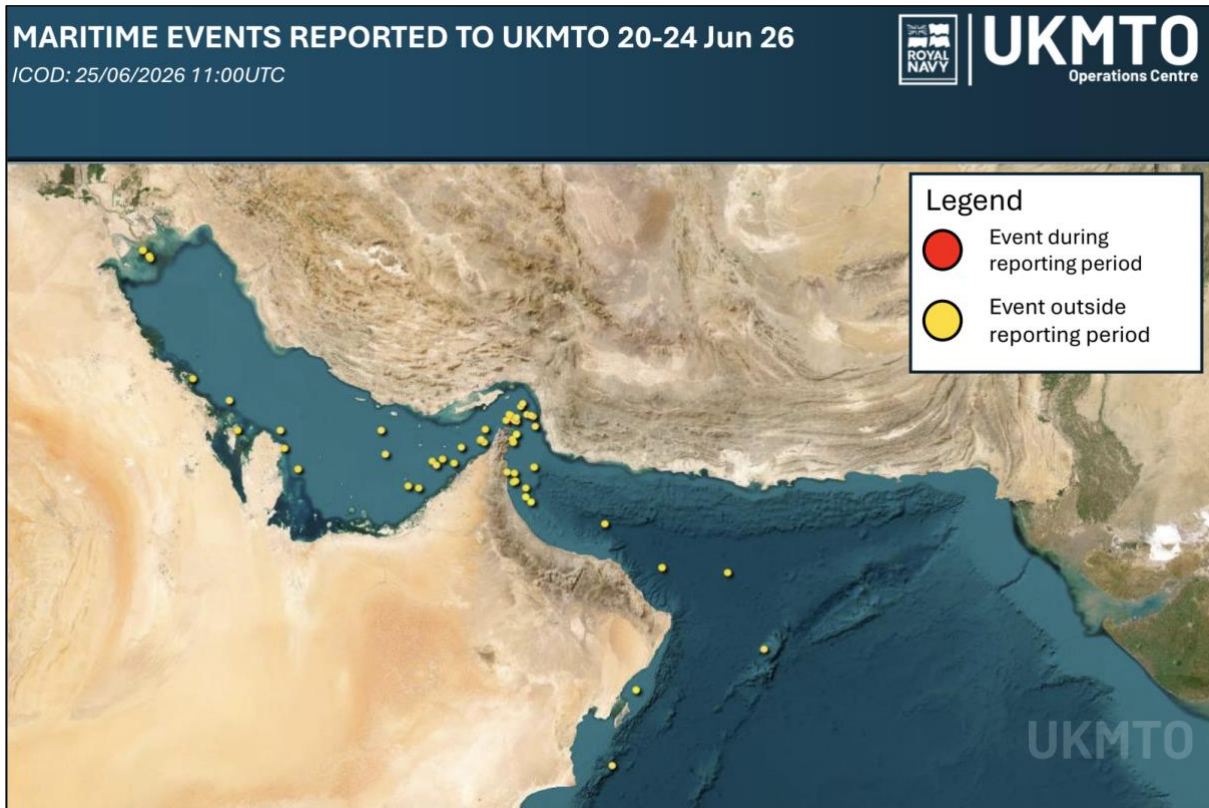 MARITIME EVENTS REPORTED TO UKMTO 20-24 Jun 26
ICOD: 25/06/2026 11:00UTC
ROYAL
NAVY
UKMTO
Operations Centre
Legend
Event during
reporting period
Event outside
reporting period
UKMTO